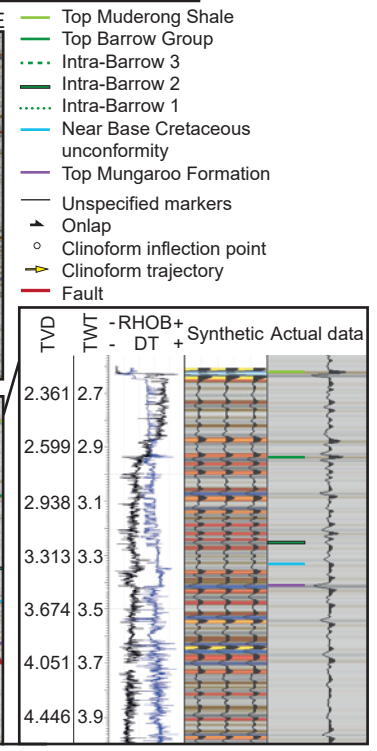 E
Top Muderong Shale
Top Barrow Group
Intra-Barrow 3
Intra-Barrow 2
Intra-Barrow 1
Near Base Cretaceous
unconformity
Top Mungaroo Formation
Unspecified markers
Onlap
Clinoform inflection point
Clinoform trajectory
Fault
TVD TWT - RHOB + Synthetic Actual data
- DT +
2.361 2.7
2.599 2.9
2.938 3.1
3.313 3.3
3.674 3.5
4.051 3.7
4.446 3.9